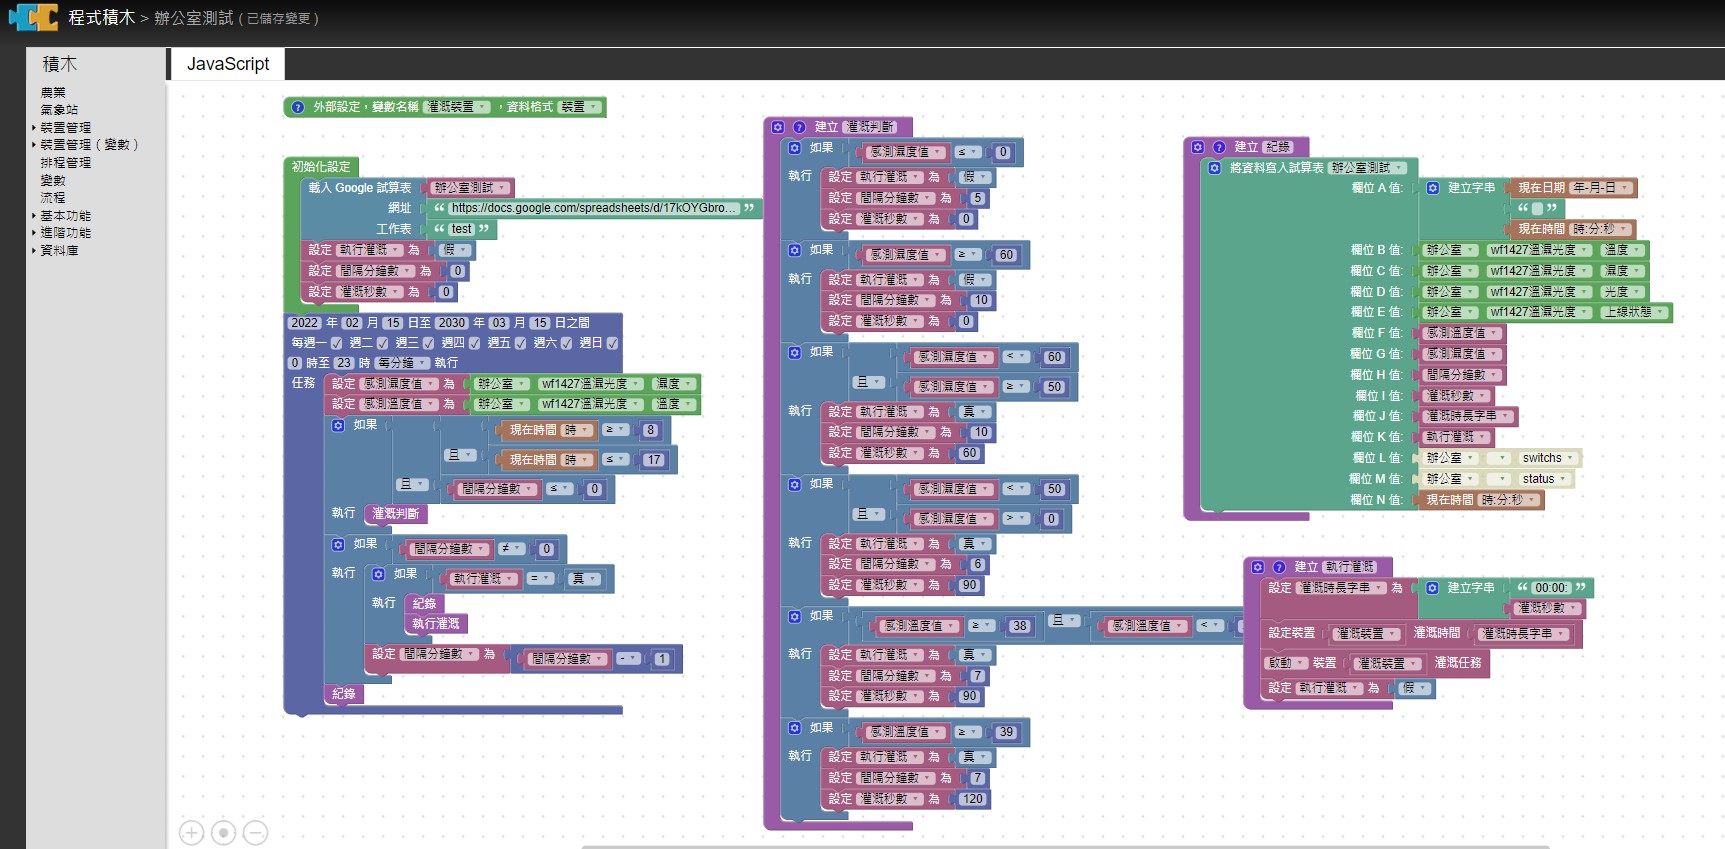 程式積木 > 辦公室測試 ( 已儲存變更 )
積木
農業
氣象站
裝置管理
裝置管理 ( 變數 )
排程管理
變數
流程
基本功能
進階功能
資料庫
JavaScript
外部設定，變數名稱 灌溉裝置 ，資料格式 裝置
初始化設定
載入 Google 試算表 辦公室測試
網址 “ https://docs.google.com/spreadsheets/d/17kOYGbro... ”
工作表 “ test ”
設定 執行灌溉 為 假
設定 間隔分鐘數 為 0
設定 灌溉秒數 為 0
2022 年 02 月 15 日至 2030 年 03 月 15 日之間
每週一 週二 週三 週四 週五 週六 週日
0 時至 23 時 每分鐘 執行
任務 設定 感測濕度值 為 辦公室 wf1427溫濕光度 濕度
設定 感測溫度值 為 辦公室 wf1427溫濕光度 溫度
如果 現在時間 時 ≥ 8
且
現在時間 時 ≤ 17
且 間隔分鐘數 ≤ 0
執行 灌溉判斷
如果 間隔分鐘數 ≠ 0
執行 如果 執行灌溉 = 真
執行 紀錄
執行灌溉
設定 間隔分鐘數 為 間隔分鐘數 - 1
紀錄
建立 灌溉判斷
如果 感測濕度值 ≤ 0
執行 設定 執行灌溉 為 假
設定 間隔分鐘數 為 5
設定 灌溉秒數 為 0
如果 感測濕度值 ≥ 60
執行 設定 執行灌溉 為 假
設定 間隔分鐘數 為 10
設定 灌溉秒數 為 0
如果 感測濕度值 < 60
且
感測濕度值 ≥ 50
執行 設定 執行灌溉 為 真
設定 間隔分鐘數 為 10
設定 灌溉秒數 為 60
如果 感測濕度值 < 50
且
感測濕度值 > 0
執行 設定 執行灌溉 為 真
設定 間隔分鐘數 為 6
設定 灌溉秒數 為 90
如果 感測溫度值 ≥ 38 且 感測溫度值 <
執行 設定 執行灌溉 為 真
設定 間隔分鐘數 為 7
設定 灌溉秒數 為 90
如果 感測溫度值 ≥ 39
執行 設定 執行灌溉 為 真
設定 間隔分鐘數 為 7
設定 灌溉秒數 為 120
建立 紀錄
將資料寫入試算表 辦公室測試
欄位 A 值: 建立字串 現在日期 年-月-日
“ ”
現在時間 時:分:秒
欄位 B 值: 辦公室 wf1427溫濕光度 溫度
欄位 C 值: 辦公室 wf1427溫濕光度 濕度
欄位 D 值: 辦公室 wf1427溫濕光度 光度
欄位 E 值: 辦公室 wf1427溫濕光度 上線狀態
欄位 F 值: 感測溫度值
欄位 G 值: 感測濕度值
欄位 H 值: 間隔分鐘數
欄位 I 值: 灌溉秒數
欄位 J 值: 灌溉時長字串
欄位 K 值: 執行灌溉
欄位 L 值: 辦公室 switchs
欄位 M 值: 辦公室 status
欄位 N 值: 現在時間 時:分:秒
建立 執行灌溉
設定 灌溉時長字串 為 建立字串 “ 00:00: ”
灌溉秒數
設定裝置 灌溉裝置 灌溉時間 灌溉時長字串
啟動 裝置 灌溉裝置 灌溉任務
設定 執行灌溉 為 假